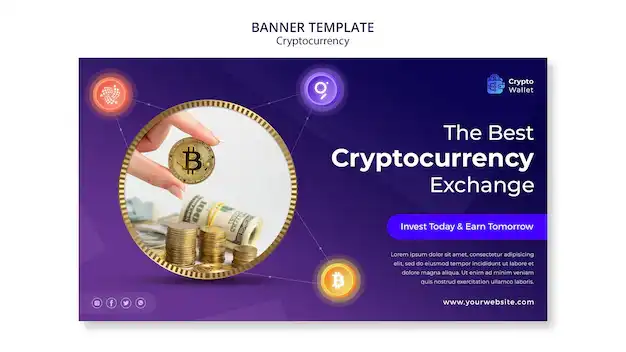 BANNER TEMPLATE
Cryptocurrency
Crypto
Wallet
The Best
Cryptocurrency
Exchange
Invest Today & Earn Tomorrow
Lorem ipsum dolor sit amet, consectetur adipiscing
elit, sed do eiusmod tempor incididunt ut labore et dolore
magna aliqua. Ut enim ad minim veniam,
quis nostrud exercitation ullamco laboris.
www.yourwebsite.com